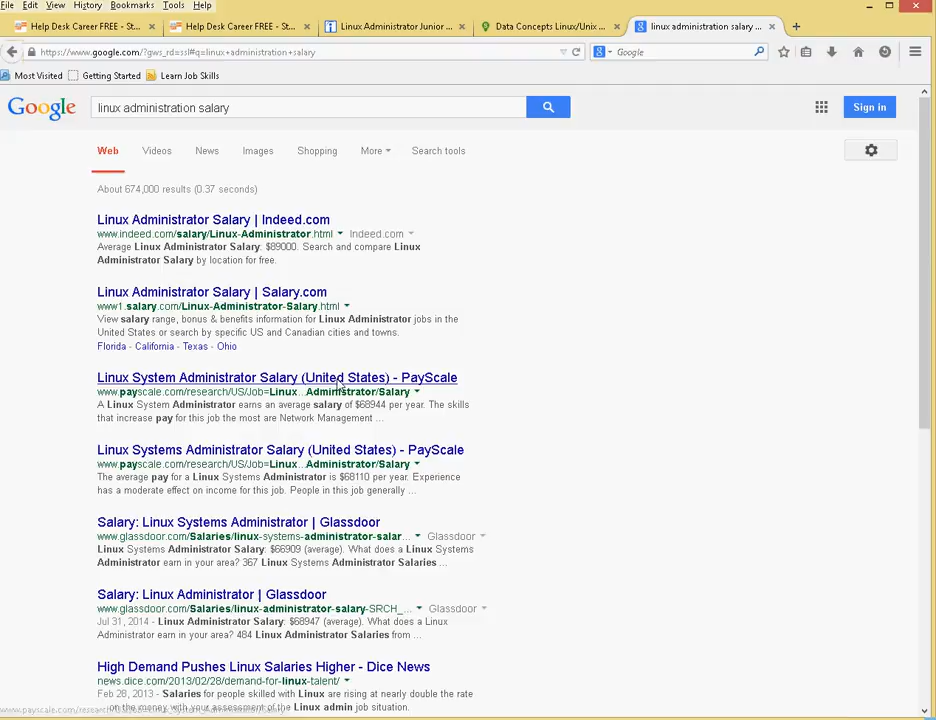 File Edit View History Bookmarks Tools Help
Help Desk Career FREE - St... × Help Desk Career FREE - St... × Linux Administrator Junior ... × Data Concepts Linux/Unix ... × linux administration salary ... × +
https://www.google.com/?gws_rd=ssl#q=linux+administration+salary
Google
Most Visited Getting Started Learn Job Skills
Google
linux administration salary
Sign in
Web Videos News Images Shopping More Search tools
About 674,000 results (0.37 seconds)
Linux Administrator Salary | Indeed.com
www.indeed.com/salary/Linux-Administrator.html Indeed.com
Average Linux Administrator Salary: $89000. Search and compare Linux
Administrator Salary by location for free.
Linux Administrator Salary | Salary.com
www1.salary.com/Linux-Administrator-Salary.html
View salary range, bonus & benefits information for Linux Administrator jobs in the
United States or search by specific US and Canadian cities and towns.
Florida - California - Texas - Ohio
Linux System Administrator Salary (United States) - PayScale
www.payscale.com/research/US/Job=Linux...Administrator/Salary
A Linux System Administrator earns an average salary of $68944 per year. The skills
that increase pay for this job the most are Network Management ...
Linux Systems Administrator Salary (United States) - PayScale
www.payscale.com/research/US/Job=Linux...Administrator/Salary
The average pay for a Linux Systems Administrator is $68110 per year. Experience
has a moderate effect on income for this job. People in this job generally ...
Salary: Linux Systems Administrator | Glassdoor
www.glassdoor.com/Salaries/linux-systems-administrator-salar... Glassdoor
Linux Systems Administrator Salary: $66909 (average). What does a Linux Systems
Administrator earn in your area? 367 Linux Systems Administrator Salaries ...
Salary: Linux Administrator | Glassdoor
www.glassdoor.com/Salaries/linux-administrator-salary-SRCH_... Glassdoor
Jul 31, 2014 - Linux Administrator Salary: $68947 (average). What does a Linux
Administrator earn in your area? 484 Linux Administrator Salaries from ...
High Demand Pushes Linux Salaries Higher - Dice News
news.dice.com/2013/02/28/demand-for-linux-talent/
Feb 28, 2013 - Salaries for people skilled with Linux are rising at nearly double the rate
on the money with your assessment of the Linux admin job situation.